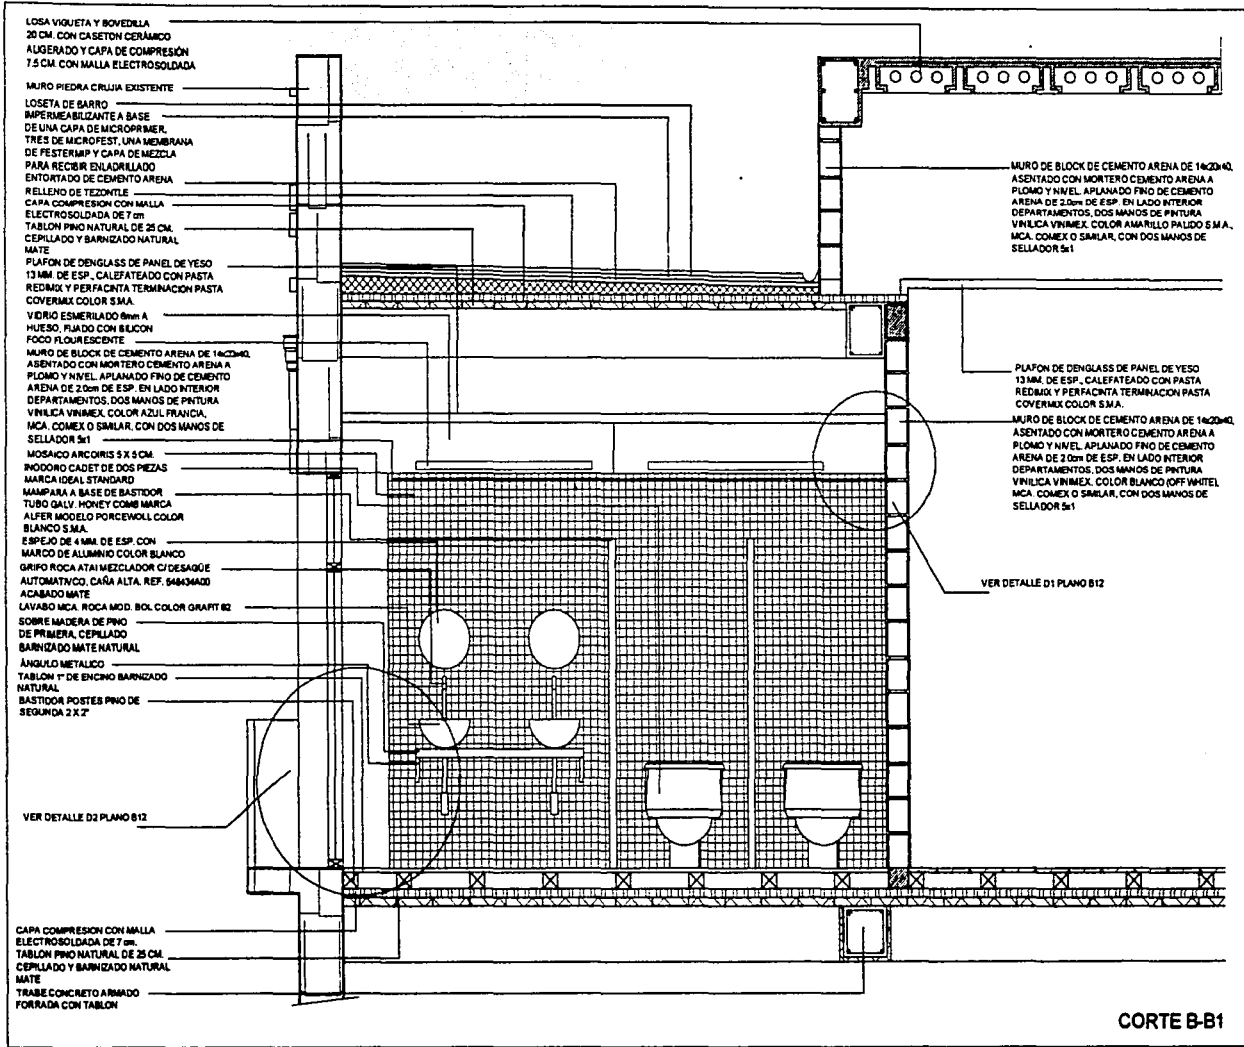 LOSA VIGUETA Y BOVEDILLA
20 CM. CON CASETON CERÁMICO
ALIGERADO Y CAPA DE COMPRESIÓN
7.5 CM. CON MALLA ELECTROSOLDADA
MURO PIEDRA CRUJIA EXISTENTE
LOSETA DE BARRO
IMPERMEABILIZANTE A BASE
DE UNA CAPA DE MICROPRIMER,
TRES DE MICROFEST, UNA MEMBRANA
DE FESTERMIP Y CAPA DE MEZCLA
PARA RECIBIR ENLADRILLADO
ENTORTADO DE CEMENTO ARENA
RELLENO DE TEZONTLE
CAPA COMPRESION CON MALLA
ELECTROSOLDADA DE 7 cm
TABLON PINO NATURAL DE 25 CM.
CEPILLADO Y BARNIZADO NATURAL
MATE
PLAFON DE DENGLASS DE PANEL DE YESO
13 MM. DE ESP., CALEFATEADO CON PASTA
REDIMIX Y PERFACINTA TERMINACION PASTA
COVERMIX COLOR S.M.A.
VIDRIO ESMERILADO 6mm A
HUESO, FIJADO CON SILICON
FOCO FLOURESCENTE
MURO DE BLOCK DE CEMENTO ARENA DE 14x20x40,
ASENTADO CON MORTERO CEMENTO ARENA A
PLOMO Y NIVEL. APLANADO FINO DE CEMENTO
ARENA DE 2.0cm DE ESP. EN LADO INTERIOR
DEPARTAMENTOS, DOS MANOS DE PINTURA
VINILICA VINIMEX, COLOR AZUL FRANCIA,
MCA. COMEX O SIMILAR, CON DOS MANOS DE
SELLADOR 5x1
MOSAICO ARCOIRIS 5 X 5 CM.
INODORO CADET DE DOS PIEZAS
MARCA IDEAL STANDARD
MAMPARA A BASE DE BASTIDOR
TUBO GALV. HONEY COMB MARCA
ALFER MODELO PORCEWOLL COLOR
BLANCO S.M.A.
ESPEJO DE 4 MM. DE ESP. CON
MARCO DE ALUMINIO COLOR BLANCO
GRIFO ROCA ATAI MEZCLADOR C/ DESAGÜE
AUTOMATIVCO, CAÑA ALTA. REF. 548434A00
ACABADO MATE
LAVABO MCA. ROCA MOD. BOL COLOR GRAFIT 62
SOBRE MADERA DE PINO
DE PRIMERA, CEPILLADO
BARNIZADO MATE NATURAL
ÁNGULO METALICO
TABLON 1" DE ENCINO BARNIZADO
NATURAL
BASTIDOR POSTES PINO DE
SEGUNDA 2 X 2"
VER DETALLE D2 PLANO B12
CAPA COMPRESION CON MALLA
ELECTROSOLDADA DE 7 cm.
TABLON PINO NATURAL DE 25 CM.
CEPILLADO Y BARNIZADO NATURAL
MATE
TRABE CONCRETO ARMADO
FORRADA CON TABLON
MURO DE BLOCK DE CEMENTO ARENA DE 14x20x40,
ASENTADO CON MORTERO CEMENTO ARENA A
PLOMO Y NIVEL. APLANADO FINO DE CEMENTO
ARENA DE 2.0cm DE ESP. EN LADO INTERIOR
DEPARTAMENTOS, DOS MANOS DE PINTURA
VINILICA VINIMEX, COLOR AMARILLO PALIDO S.M.A.,
MCA. COMEX O SIMILAR, CON DOS MANOS DE
SELLADOR 5x1
PLAFON DE DENGLASS DE PANEL DE YESO
13 MM. DE ESP., CALEFATEADO CON PASTA
REDIMIX Y PERFACINTA TERMINACION PASTA
COVERMIX COLOR S.M.A.
MURO DE BLOCK DE CEMENTO ARENA DE 14x20x40,
ASENTADO CON MORTERO CEMENTO ARENA A
PLOMO Y NIVEL. APLANADO FINO DE CEMENTO
ARENA DE 2.0cm DE ESP. EN LADO INTERIOR
DEPARTAMENTOS, DOS MANOS DE PINTURA
VINILICA VINIMEX, COLOR BLANCO (OFF WHITE),
MCA. COMEX O SIMILAR, CON DOS MANOS DE
SELLADOR 5x1
VER DETALLE D1 PLANO B12
CORTE B-B1